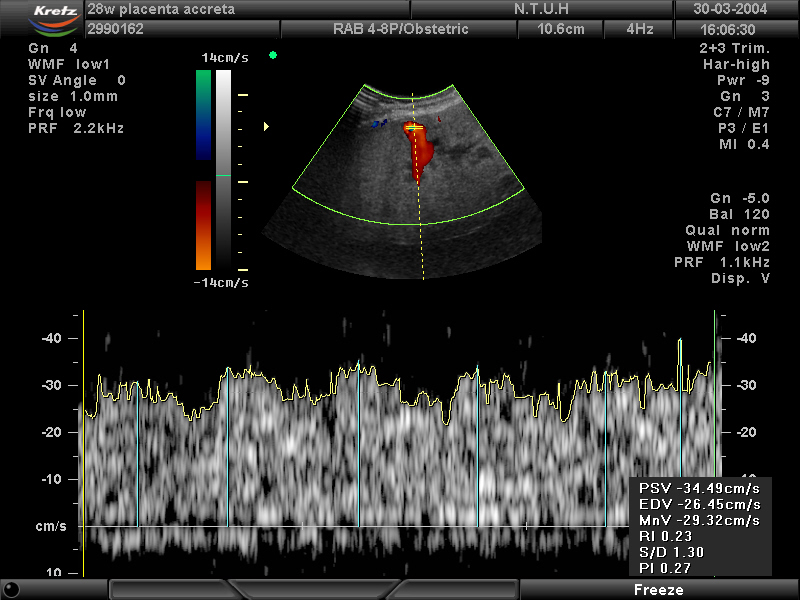 Kretz 28w placenta accreta N.T.U.H 30-03-2004
2990162 RAB 4-8P/Obstetric 10.6cm 4Hz 16:06:30
Gn 4
WMF low1
SV Angle 0
size 1.0mm
Frq low
PRF 2.2kHz
14cm/s
-14cm/s
2+3 Trim.
Har-high
Pwr -9
Gn 3
C7 / M7
P3 / E1
MI 0.4
Gn -5.0
Bal 120
Qual norm
WMF low2
PRF 1.1kHz
Disp. V
-40 -40
-30 -30
-20 -20
-10 -10
cm/s
10
PSV -34.49cm/s
EDV -26.45cm/s
MnV -29.32cm/s
RI 0.23
S/D 1.30
PI 0.27
Freeze